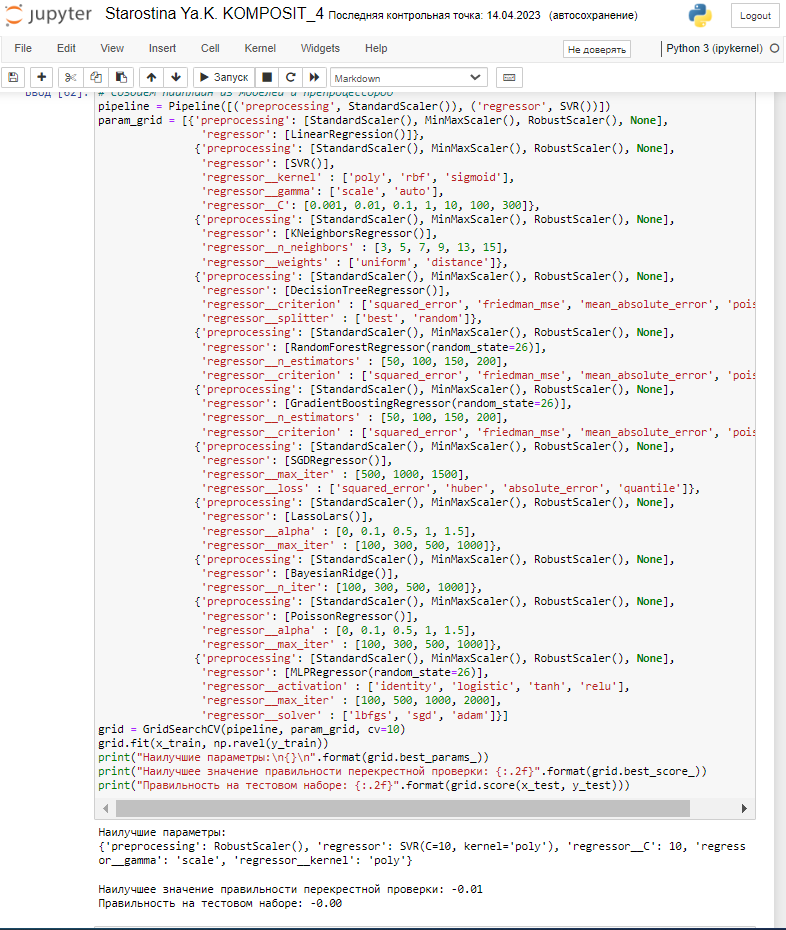 jupyter Starostina Ya.K. KOMPOSIT_4 Последняя контрольная точка: 14.04.2023 (автосохранение)
Logout
File Edit View Insert Cell Kernel Widgets Help
Не доверять
Python 3 (ipykernel)
Запуск
Markdown
Ввод [62]: # Создаем пайплайн из моделей и препроцессоров
pipeline = Pipeline([('preprocessing', StandardScaler()), ('regressor', SVR())])
param_grid = [{'preprocessing': [StandardScaler(), MinMaxScaler(), RobustScaler(), None],
'regressor': [LinearRegression()]},
{'preprocessing': [StandardScaler(), MinMaxScaler(), RobustScaler(), None],
'regressor': [SVR()],
'regressor__kernel' : ['poly', 'rbf', 'sigmoid'],
'regressor__gamma': ['scale', 'auto'],
'regressor__C': [0.001, 0.01, 0.1, 1, 10, 100, 300]},
{'preprocessing': [StandardScaler(), MinMaxScaler(), RobustScaler(), None],
'regressor': [KNeighborsRegressor()],
'regressor__n_neighbors' : [3, 5, 7, 9, 13, 15],
'regressor__weights' : ['uniform', 'distance']},
{'preprocessing': [StandardScaler(), MinMaxScaler(), RobustScaler(), None],
'regressor': [DecisionTreeRegressor()],
'regressor__criterion' : ['squared_error', 'friedman_mse', 'mean_absolute_error', 'pois
'regressor__splitter' : ['best', 'random']},
{'preprocessing': [StandardScaler(), MinMaxScaler(), RobustScaler(), None],
'regressor': [RandomForestRegressor(random_state=26)],
'regressor__n_estimators' : [50, 100, 150, 200],
'regressor__criterion' : ['squared_error', 'friedman_mse', 'mean_absolute_error', 'pois
{'preprocessing': [StandardScaler(), MinMaxScaler(), RobustScaler(), None],
'regressor': [GradientBoostingRegressor(random_state=26)],
'regressor__n_estimators' : [50, 100, 150, 200],
'regressor__criterion' : ['squared_error', 'friedman_mse', 'mean_absolute_error', 'pois
{'preprocessing': [StandardScaler(), MinMaxScaler(), RobustScaler(), None],
'regressor': [SGDRegressor()],
'regressor__max_iter' : [500, 1000, 1500],
'regressor__loss' : ['squared_error', 'huber', 'absolute_error', 'quantile']},
{'preprocessing': [StandardScaler(), MinMaxScaler(), RobustScaler(), None],
'regressor': [LassoLars()],
'regressor__alpha' : [0, 0.1, 0.5, 1, 1.5],
'regressor__max_iter' : [100, 300, 500, 1000]},
{'preprocessing': [StandardScaler(), MinMaxScaler(), RobustScaler(), None],
'regressor': [BayesianRidge()],
'regressor__n_iter': [100, 300, 500, 1000]},
{'preprocessing': [StandardScaler(), MinMaxScaler(), RobustScaler(), None],
'regressor': [PoissonRegressor()],
'regressor__alpha' : [0, 0.1, 0.5, 1, 1.5],
'regressor__max_iter' : [100, 300, 500, 1000]},
{'preprocessing': [StandardScaler(), MinMaxScaler(), RobustScaler(), None],
'regressor': [MLPRegressor(random_state=26)],
'regressor__activation' : ['identity', 'logistic', 'tanh', 'relu'],
'regressor__max_iter' : [100, 500, 1000, 2000],
'regressor__solver' : ['lbfgs', 'sgd', 'adam']}]
grid = GridSearchCV(pipeline, param_grid, cv=10)
grid.fit(x_train, np.ravel(y_train))
print("Наилучшие параметры:\n{}\n".format(grid.best_params_))
print("Наилучшее значение правильности перекрестной проверки: {:.2f}".format(grid.best_score_))
print("Правильность на тестовом наборе: {:.2f}".format(grid.score(x_test, y_test)))
Наилучшие параметры:
{'preprocessing': RobustScaler(), 'regressor': SVR(C=10, kernel='poly'), 'regressor__C': 10, 'regress
or__gamma': 'scale', 'regressor__kernel': 'poly'}
Наилучшее значение правильности перекрестной проверки: -0.01
Правильность на тестовом наборе: -0.00